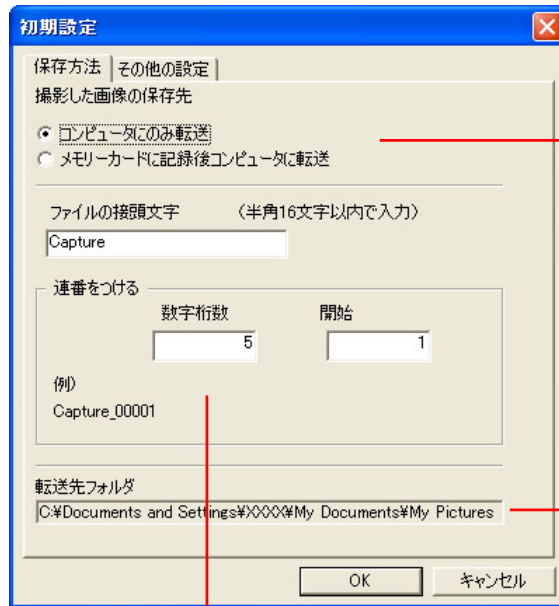 初期設定
保存方法 その他の設定
撮影した画像の保存先
コンピュータにのみ転送
メモリーカードに記録後コンピュータに転送
ファイルの接頭文字 (半角16文字以内で入力)
Capture
連番をつける
数字桁数 開始
5 1
例)
Capture_00001
転送先フォルダ
C:¥Documents and Settings¥XXXX¥My Documents¥My Pictures
OK キャンセル